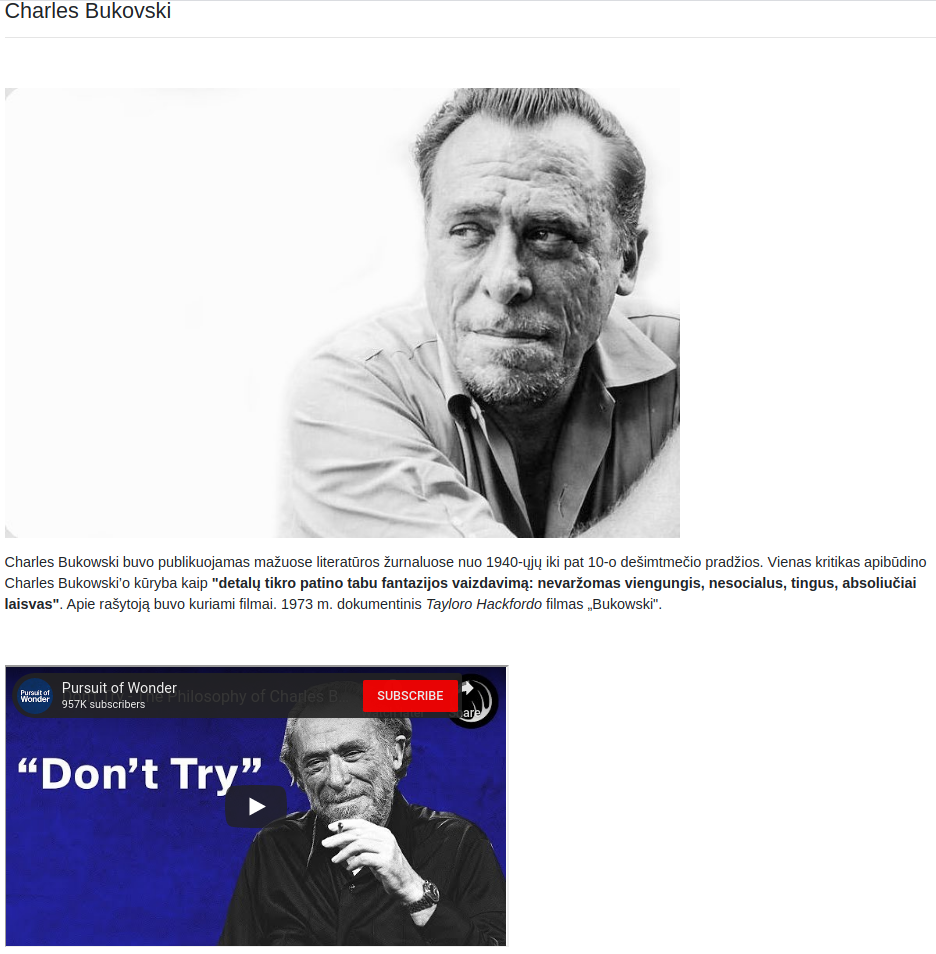 Charles Bukovski
Charles Bukowski buvo publikuojamas mažuose literatūros žurnaluose nuo 1940-ųjų iki pat 10-o dešimtmečio pradžios. Vienas kritikas apibūdino
Charles Bukowski’o kūryba kaip "detalų tikro patino tabu fantazijos vaizdavimą: nevaržomas viengungis, nesocialus, tingus, absoliučiai
laisvas". Apie rašytoją buvo kuriami filmai. 1973 m. dokumentinis Tayloro Hackfordo filmas „Bukowski".
Pursuit of
Wonder
Pursuit of Wonder
957K subscribers
The Philosophy of Charles B
SUBSCRIBE
“Don’t Try”